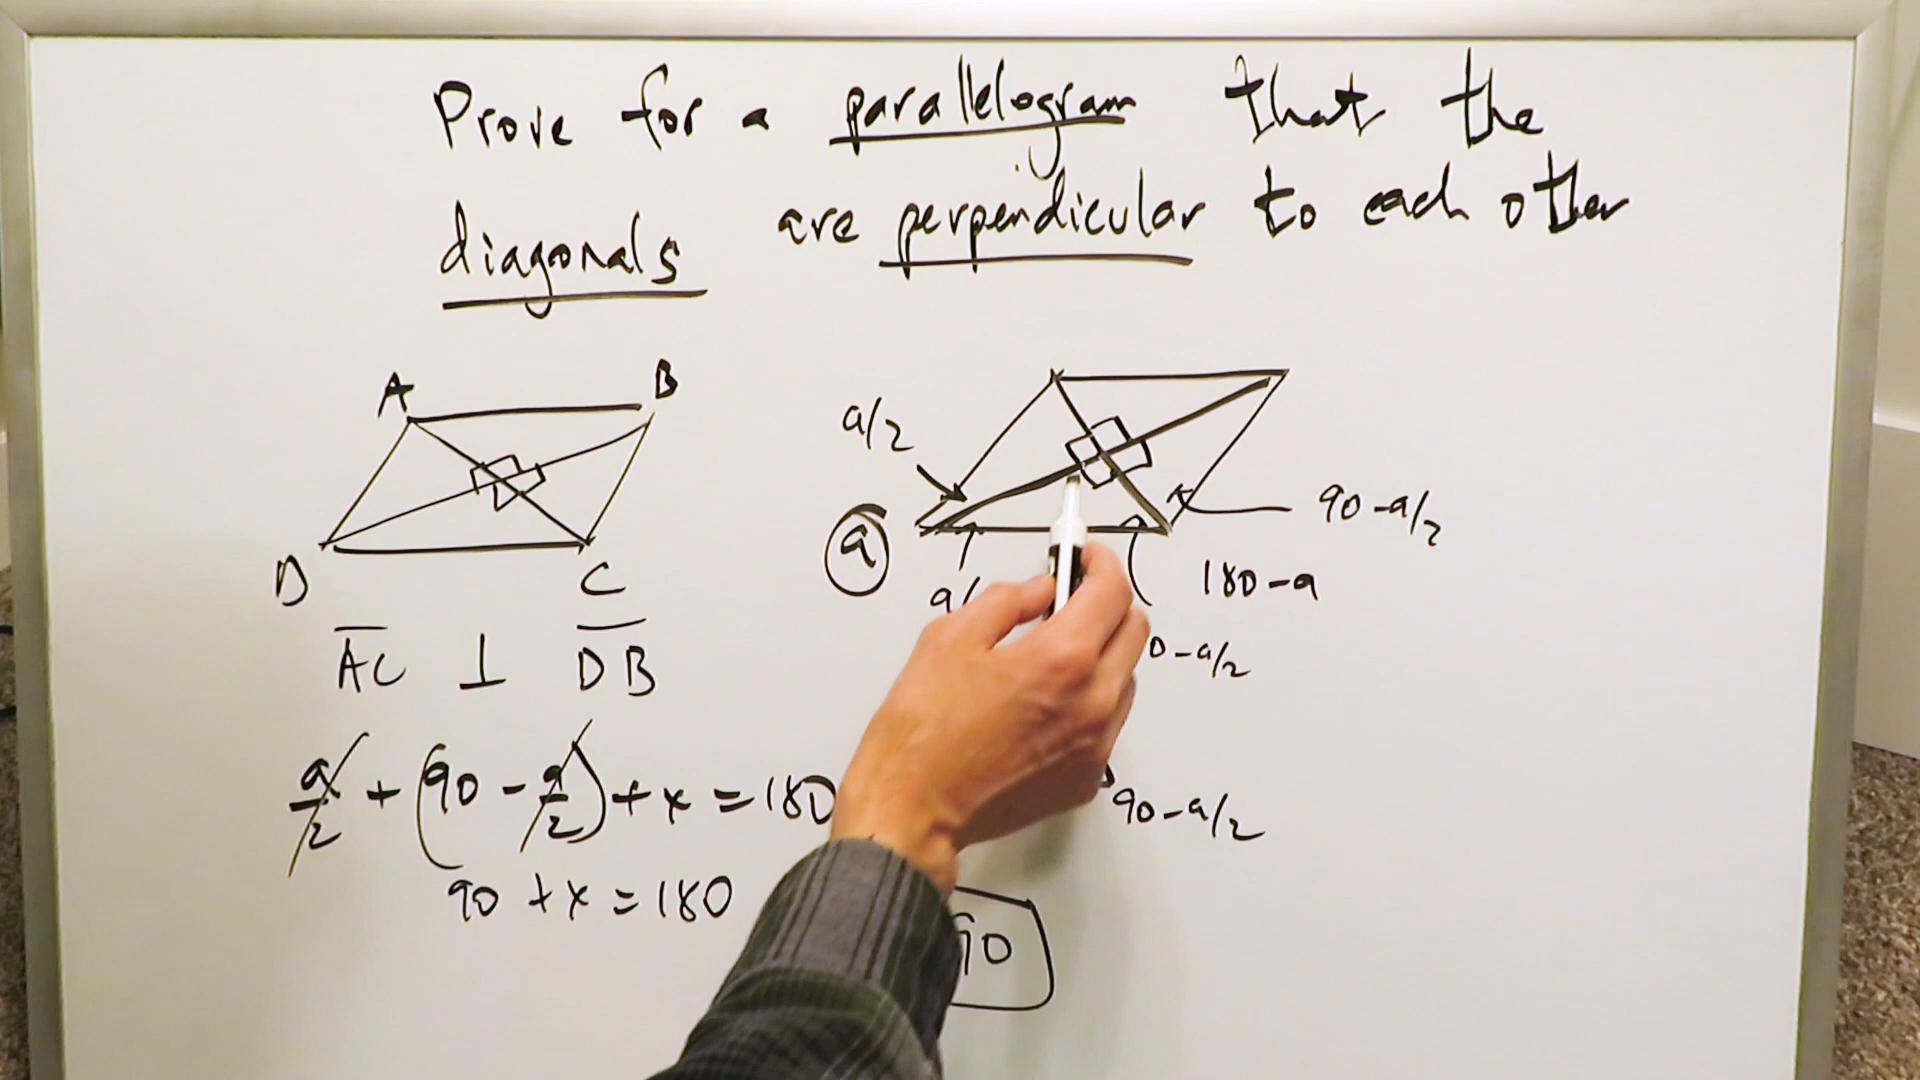 Prove for a parallelogram that the
diagonals are perpendicular to each other
A B
D C
AC ⊥ DB
a/2 + (90 - a/2) + x = 180
90 + x = 180
a/2
a
90 - a/2
180 - a
- a/2
90 - a/2
90